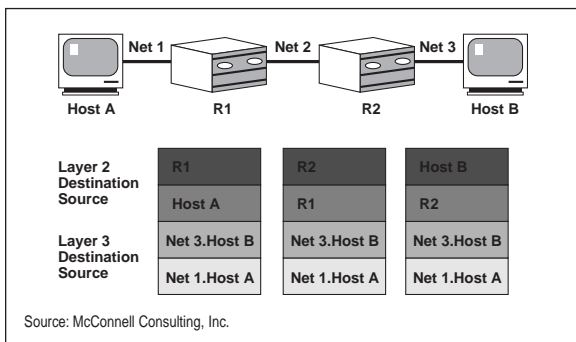 Net 1 Net 2 Net 3
Host A R1 R2 Host B
Layer 2
Destination
Source
R1 R2 Host B
Host A R1 R2
Layer 3
Destination
Source
Net 3.Host B Net 3.Host B Net 3.Host B
Net 1.Host A Net 1.Host A Net 1.Host A
Source: McConnell Consulting, Inc.